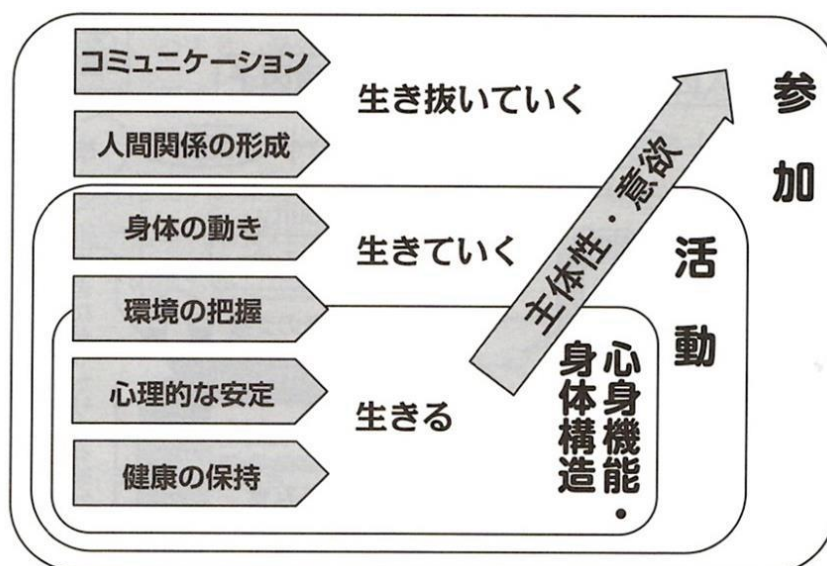 コミュニケーション
人間関係の形成
身体の動き
環境の把握
心理的な安定
健康の保持
生き抜いていく
生きていく
生きる
主体性・意欲
心身機能・
身体構造
活動
参加